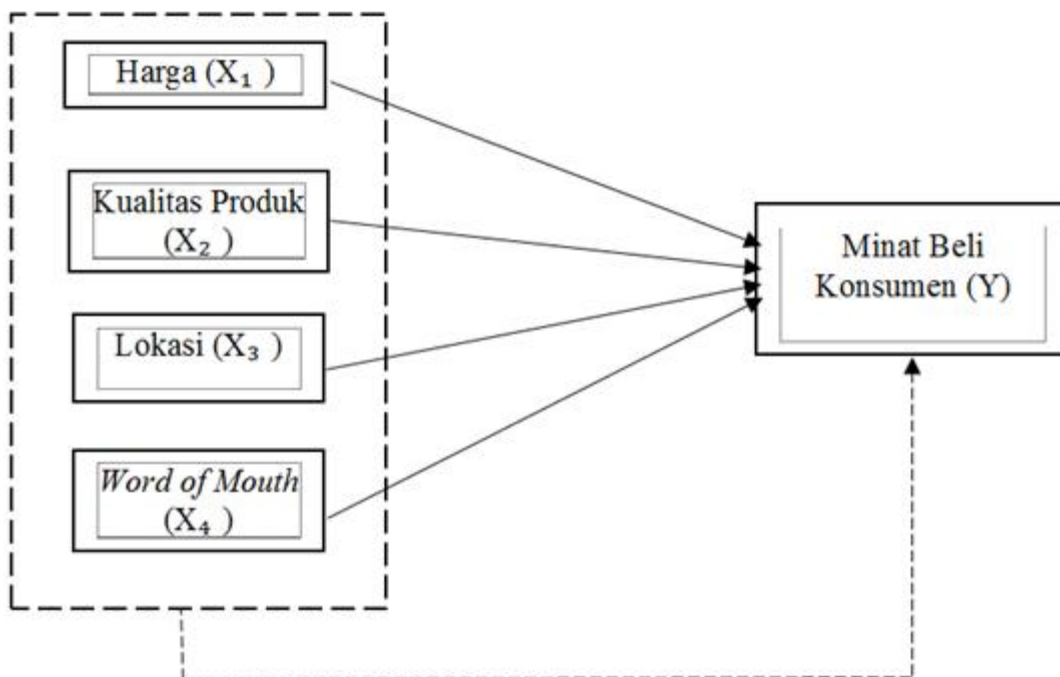 Harga (X₁ )
Kualitas Produk
(X₂ )
Lokasi (X₃ )
Word of Mouth
(X₄ )
Minat Beli
Konsumen (Y)